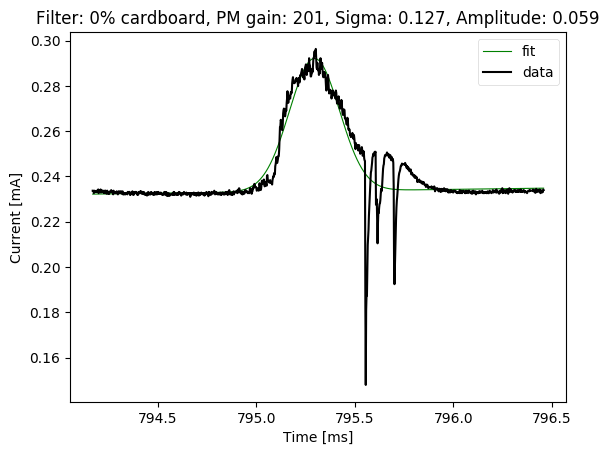 Filter: 0% cardboard, PM gain: 201, Sigma: 0.127, Amplitude: 0.059
0.30
0.28
0.26
0.24
0.22
0.20
0.18
0.16
Current [mA]
fit
data
794.5
795.0
795.5
796.0
796.5
Time [ms]